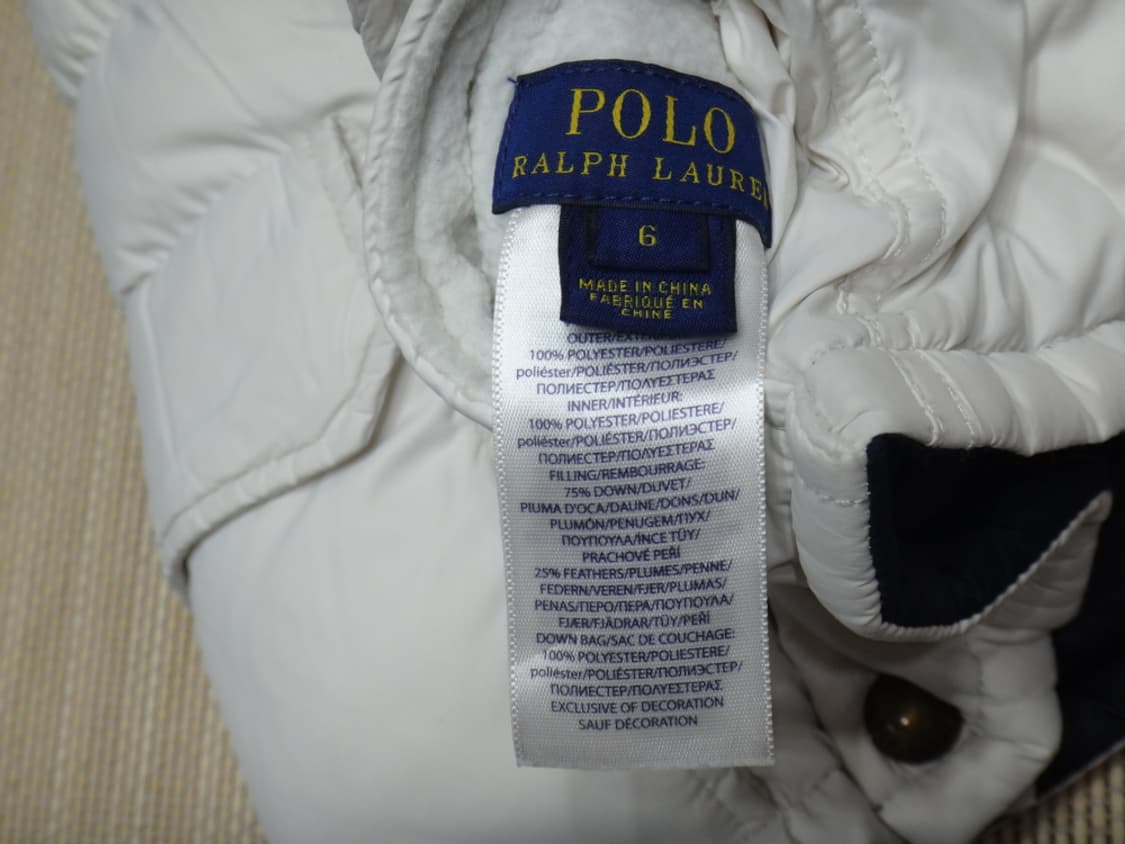 POLO
RALPH LAUREN
6
MADE IN CHINA
FABRIQUÉ EN
CHINE
100% POLYESTER/POLIESTERE/
poliéster/POLIÉSTER/ПОЛИЭСТЕР/
ПОЛИЕСТЕР/ΠΟΛΥΕΣΤΕΡΑΣ
INNER/INTÉRIEUR:
100% POLYESTER/POLIESTERE/
poliéster/POLIÉSTER/ПОЛИЭСТЕР/
ПОЛИЕСТЕР/ΠΟΛΥΕΣΤΕΡΑΣ
FILLING/REMBOURRAGE:
75% DOWN/DUVET/
PIUMA D'OCA/DAUNE/DONS/DUN/
PLUMÓN/PENUGEM/ПУХ/
ΠΟΥΠΟΥΛΑ/İNCE TÜY/
PRACHOVÉ PEŘÍ
25% FEATHERS/PLUMES/PENNE/
FEDERN/VEREN/FJER/PLUMAS/
PENAS/ПЕРО/ПЕРА/ΠΟΥΠΟΥΛΑ/
FJÆR/FJÄDRAR/TÜY/PEŘÍ
DOWN BAG/SAC DE COUCHAGE:
100% POLYESTER/POLIESTERE/
poliéster/POLIÉSTER/ПОЛИЭСТЕР/
ПОЛИЕСТЕР/ΠΟΛΥΕΣΤΕΡΑΣ
EXCLUSIVE OF DECORATION
SAUF DÉCORATION